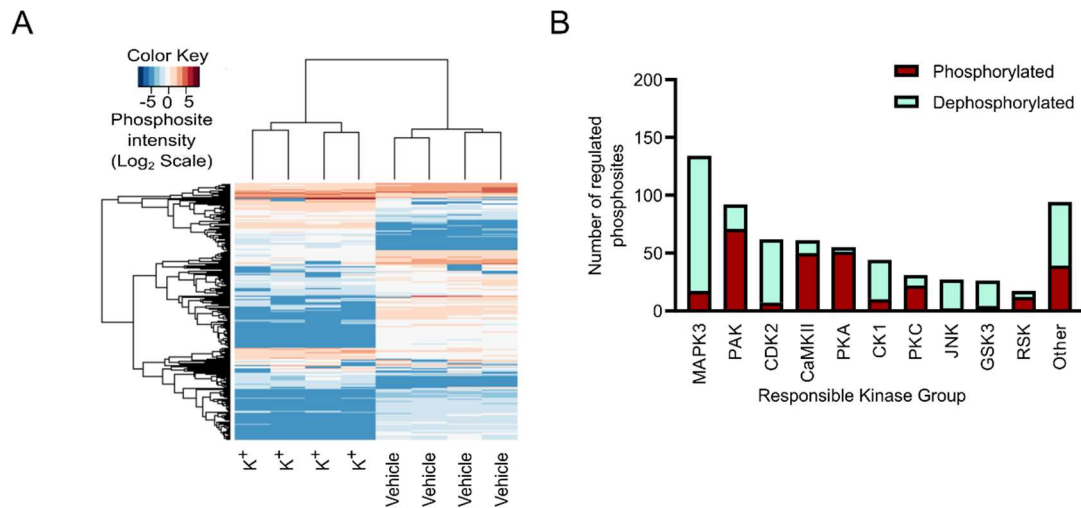 A
Color Key
-5 0 5
Phosphosite
intensity
(Log₂ Scale)
K⁺
K⁺
K⁺
K⁺
Vehicle
Vehicle
Vehicle
Vehicle
B
Phosphorylated
Dephosphorylated
200
150
100
50
0
Number of regulated
phosphosites
MAPK3
PAK
CDK2
CaMKII
PKA
CK1
PKC
JNK
GSK3
RSK
Other
Responsible Kinase Group